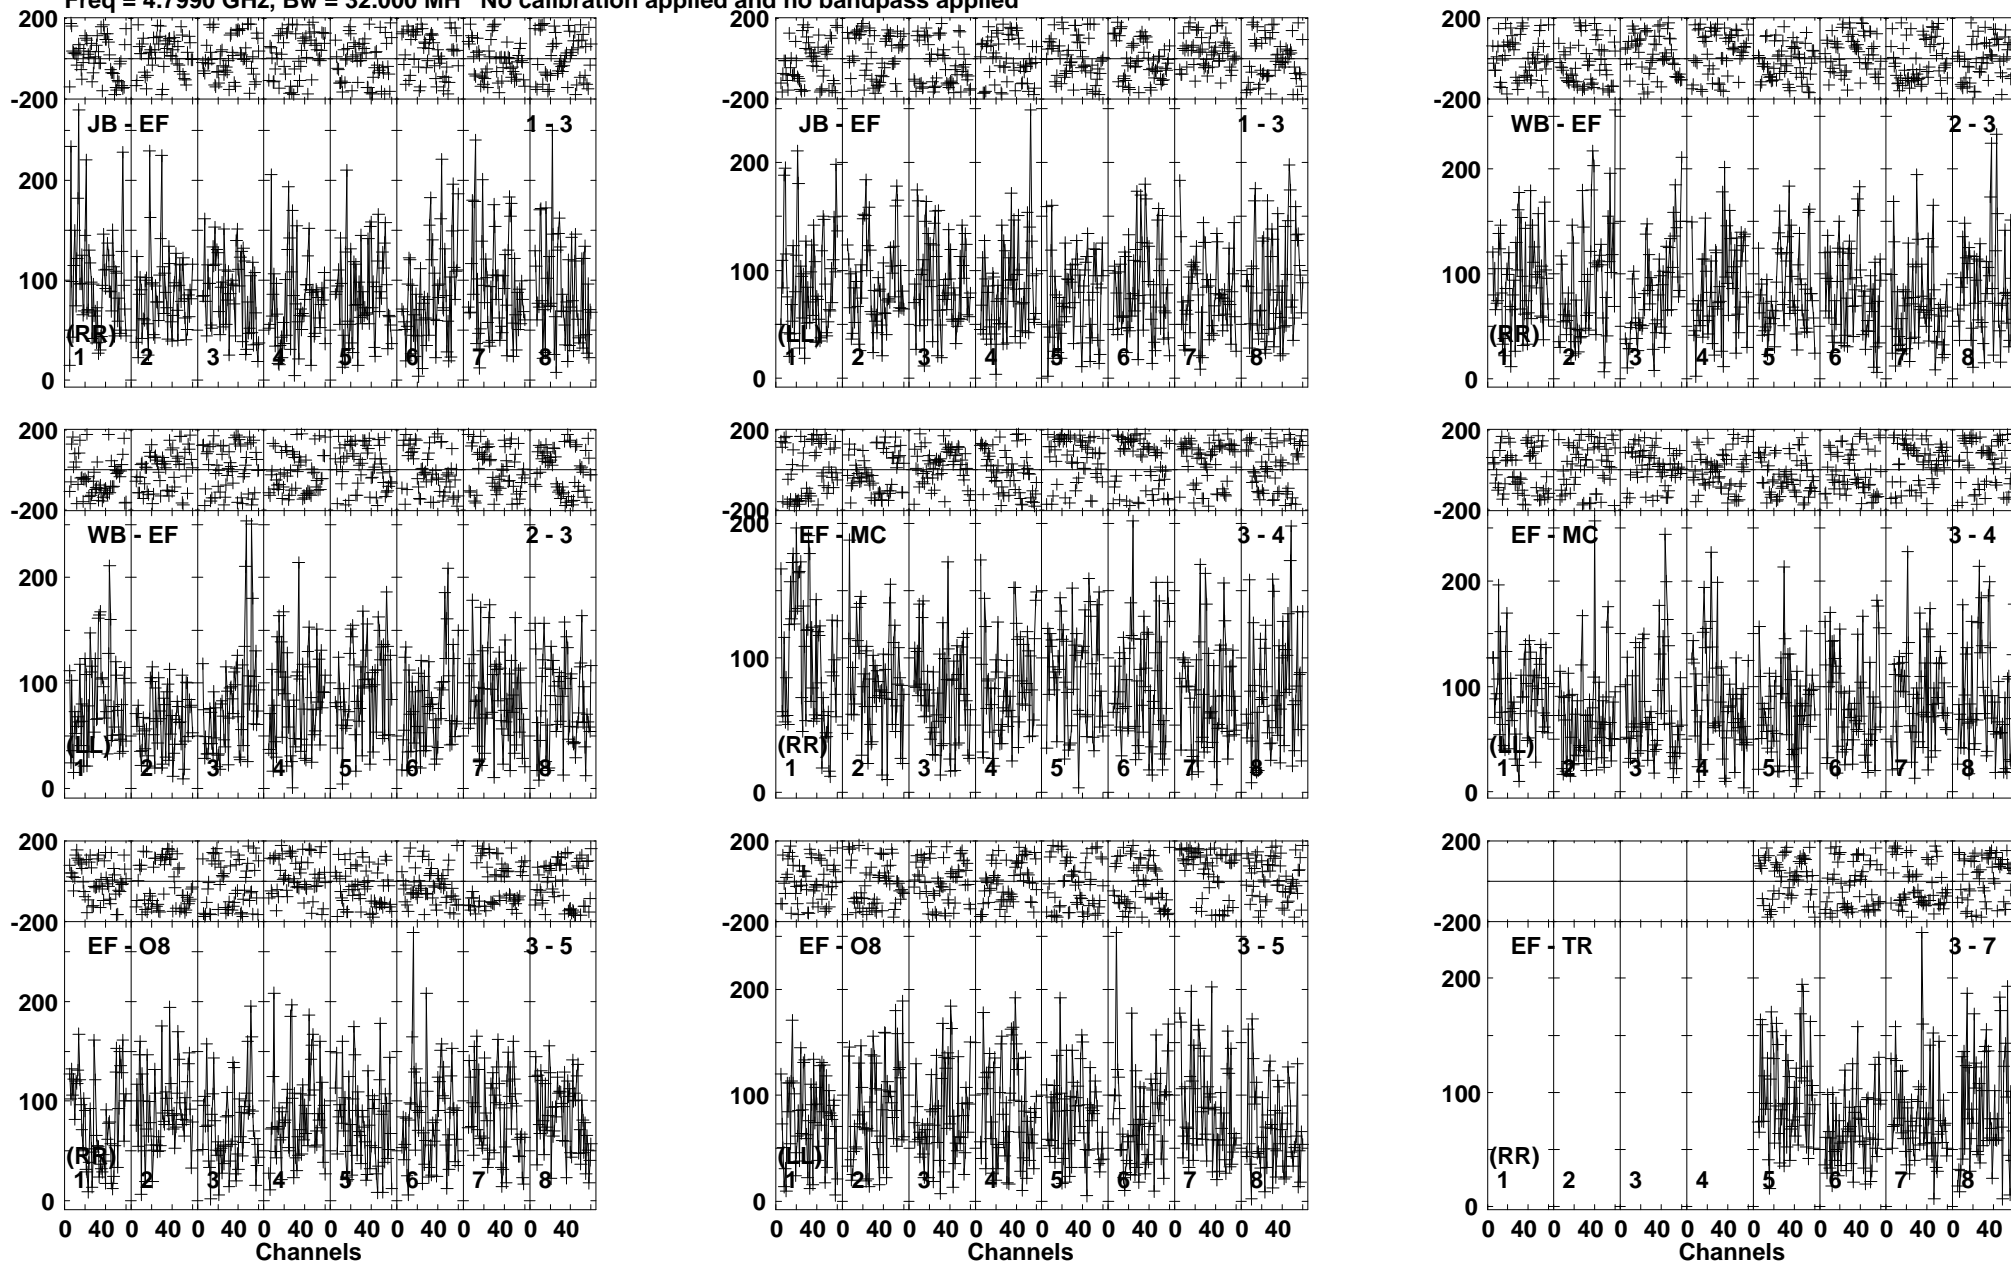 Freq = 4.7990 GHz, Bw = 32.000 MH No calibration applied and no bandpass applied
200 200 200
-200 -200 -200
JB - EF 1 - 3 JB - EF 1 - 3 WB - EF 2 - 3
200 200 200
100 100 100
(RR) (LL) (RR)
1 2 3 4 5 6 7 8 1 2 3 4 5 6 7 8 1 2 3 4 5 6 7 8
0 0 0
200 200 200
-200 -200 -200
WB - EF 2 - 3 EF - MC 3 - 4 EF - MC 3 - 4
200 200 200
100 100 100
(LL) (RR) (LL)
1 2 3 4 5 6 7 8 1 2 3 4 5 6 7 8 1 2 3 4 5 6 7 8
0 0 0
200 200 200
-200 -200 -200
EF - O8 3 - 5 EF - O8 3 - 5 EF - TR 3 - 7
200 200 200
100 100 100
(RR) (LL) (RR)
1 2 3 4 5 6 7 8 1 2 3 4 5 6 7 8 1 2 3 4 5 6 7 8
0 0 0
0 40 0 40 0 40 0 40 0 40 0 40 0 40 0 40 0 40 0 40 0 40 0 40 0 40 0 40 0 40 0 40 0 40 0 40 0 40 0 40 0 40 0 40 0 40 0 40
Channels Channels